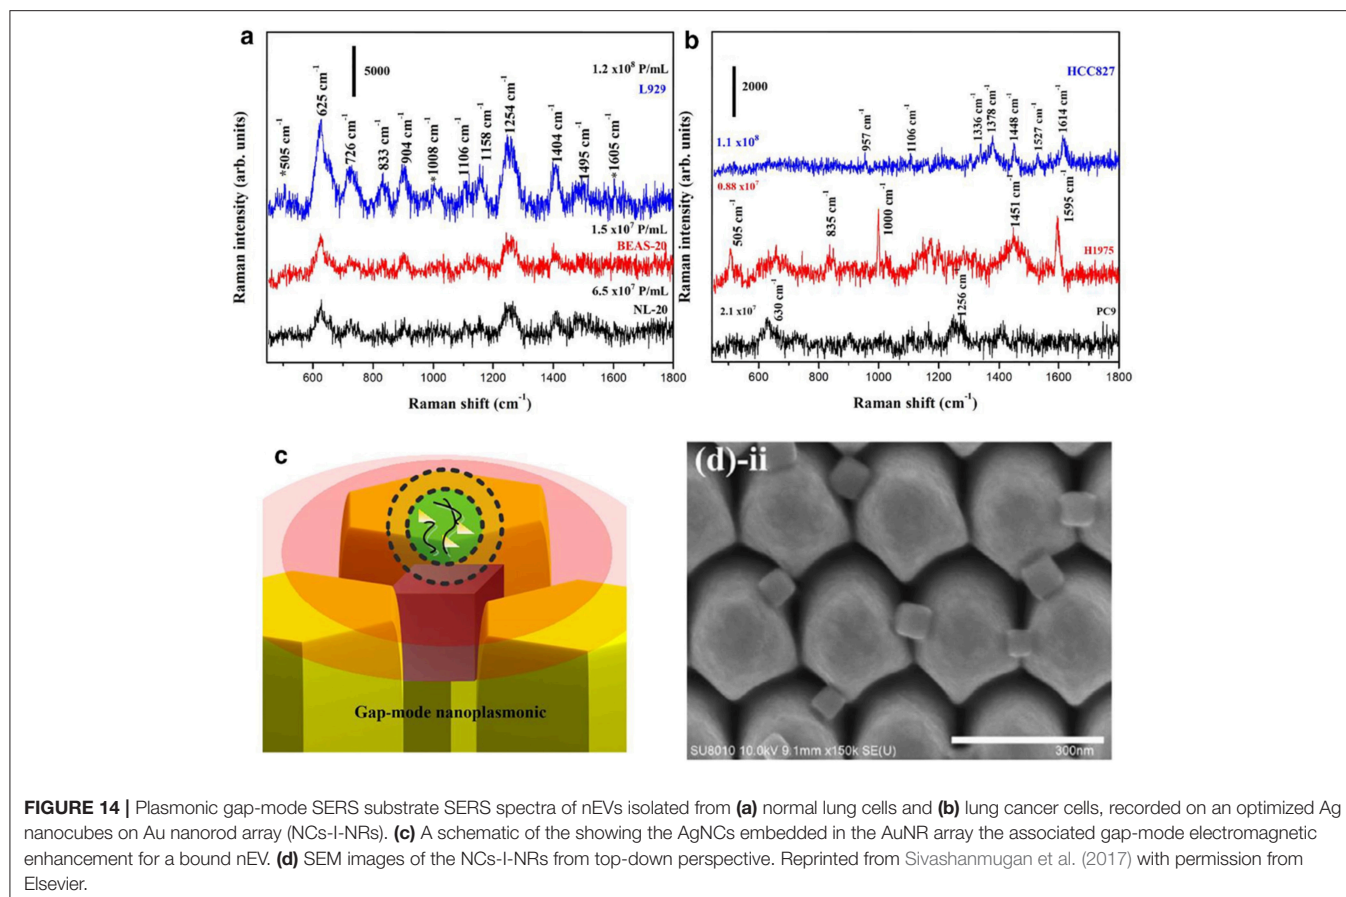 a
5000
1.2 x10⁸ P/mL
L929
*505 cm⁻¹
625 cm⁻¹
726 cm⁻¹
833 cm⁻¹
904 cm⁻¹
*1008 cm⁻¹
1106 cm⁻¹
1158 cm⁻¹
1254 cm⁻¹
1404 cm⁻¹
1495 cm⁻¹
*1605 cm⁻¹
1.5 x10⁷ P/mL
BEAS-20
6.5 x10⁷ P/mL
NL-20
Raman intensity (arb. units)
600 800 1000 1200 1400 1600 1800
Raman shift (cm⁻¹)
b
2000
HCC827
1.1 x10⁸
957 cm⁻¹
1106 cm⁻¹
1336 cm⁻¹
1378 cm⁻¹
1448 cm⁻¹
1527 cm⁻¹
1614 cm⁻¹
0.88 x10⁷
505 cm⁻¹
835 cm⁻¹
1000 cm⁻¹
1451 cm⁻¹
1595 cm⁻¹
H1975
2.1 x10⁷
630 cm⁻¹
1256 cm⁻¹
PC9
Raman intensity (arb. units)
600 800 1000 1200 1400 1600 1800
Raman shift (cm⁻¹)
c
Gap-mode nanoplasmonic
(d)-ii
SU8010 10.0kV 9.1mm x150k SE(U)
300nm
FIGURE 14 | Plasmonic gap-mode SERS substrate SERS spectra of nEVs isolated from (a) normal lung cells and (b) lung cancer cells, recorded on an optimized Ag
nanocubes on Au nanorod array (NCs-I-NRs). (c) A schematic of the showing the AgNCs embedded in the AuNR array the associated gap-mode electromagnetic
enhancement for a bound nEV. (d) SEM images of the NCs-I-NRs from top-down perspective. Reprinted from Sivashanmugan et al. (2017) with permission from
Elsevier.